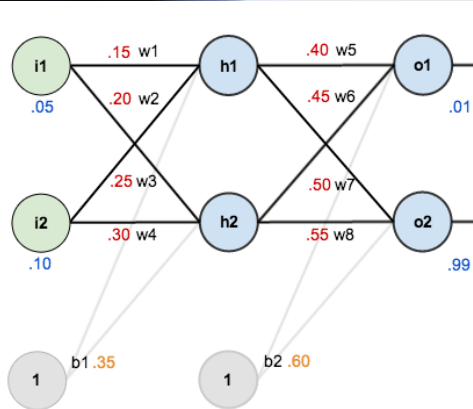 .15 w1
.40 w5
i1
h1
o1
.20 w2
.45 w6
.05
.01
.25 w3
.50 w7
i2
h2
o2
.30 w4
.55 w8
.10
.99
b1 .35
b2 .60
1
1